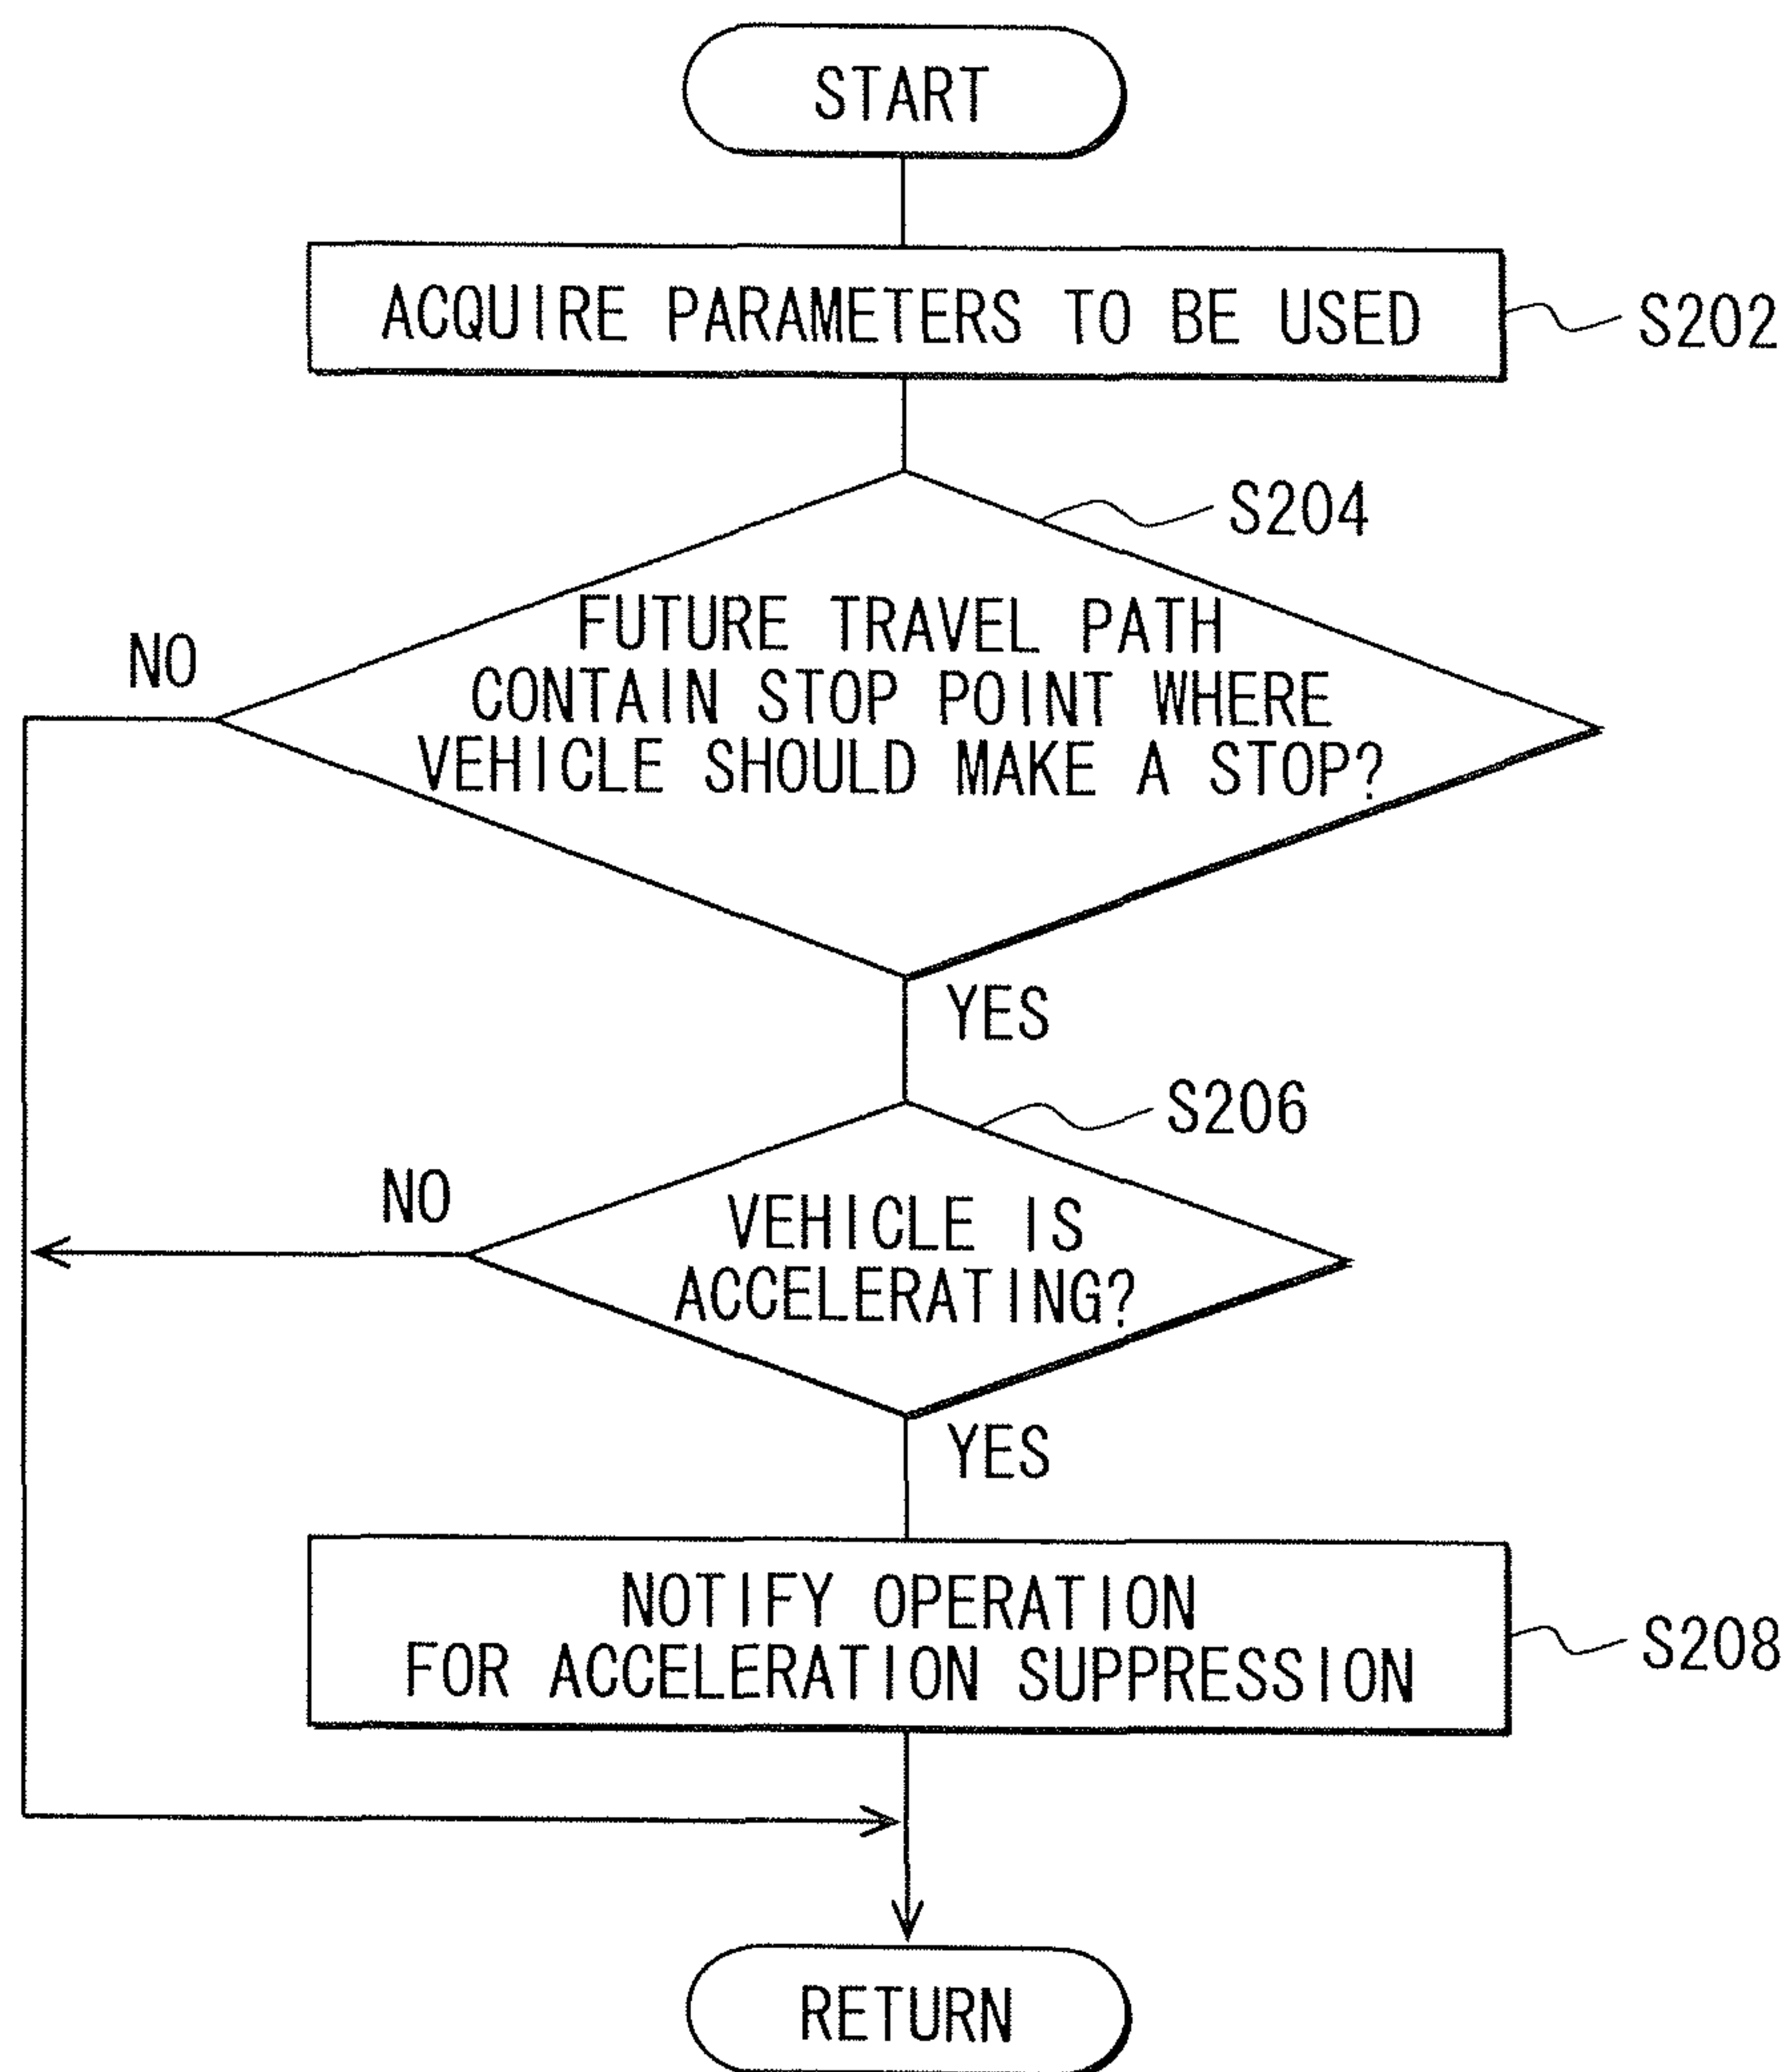 START
ACQUIRE PARAMETERS TO BE USED
S202
S204
FUTURE TRAVEL PATH
CONTAIN STOP POINT WHERE
VEHICLE SHOULD MAKE A STOP?
NO
YES
S206
VEHICLE IS
ACCELERATING?
NO
YES
NOTIFY OPERATION
FOR ACCELERATION SUPPRESSION
S208
RETURN